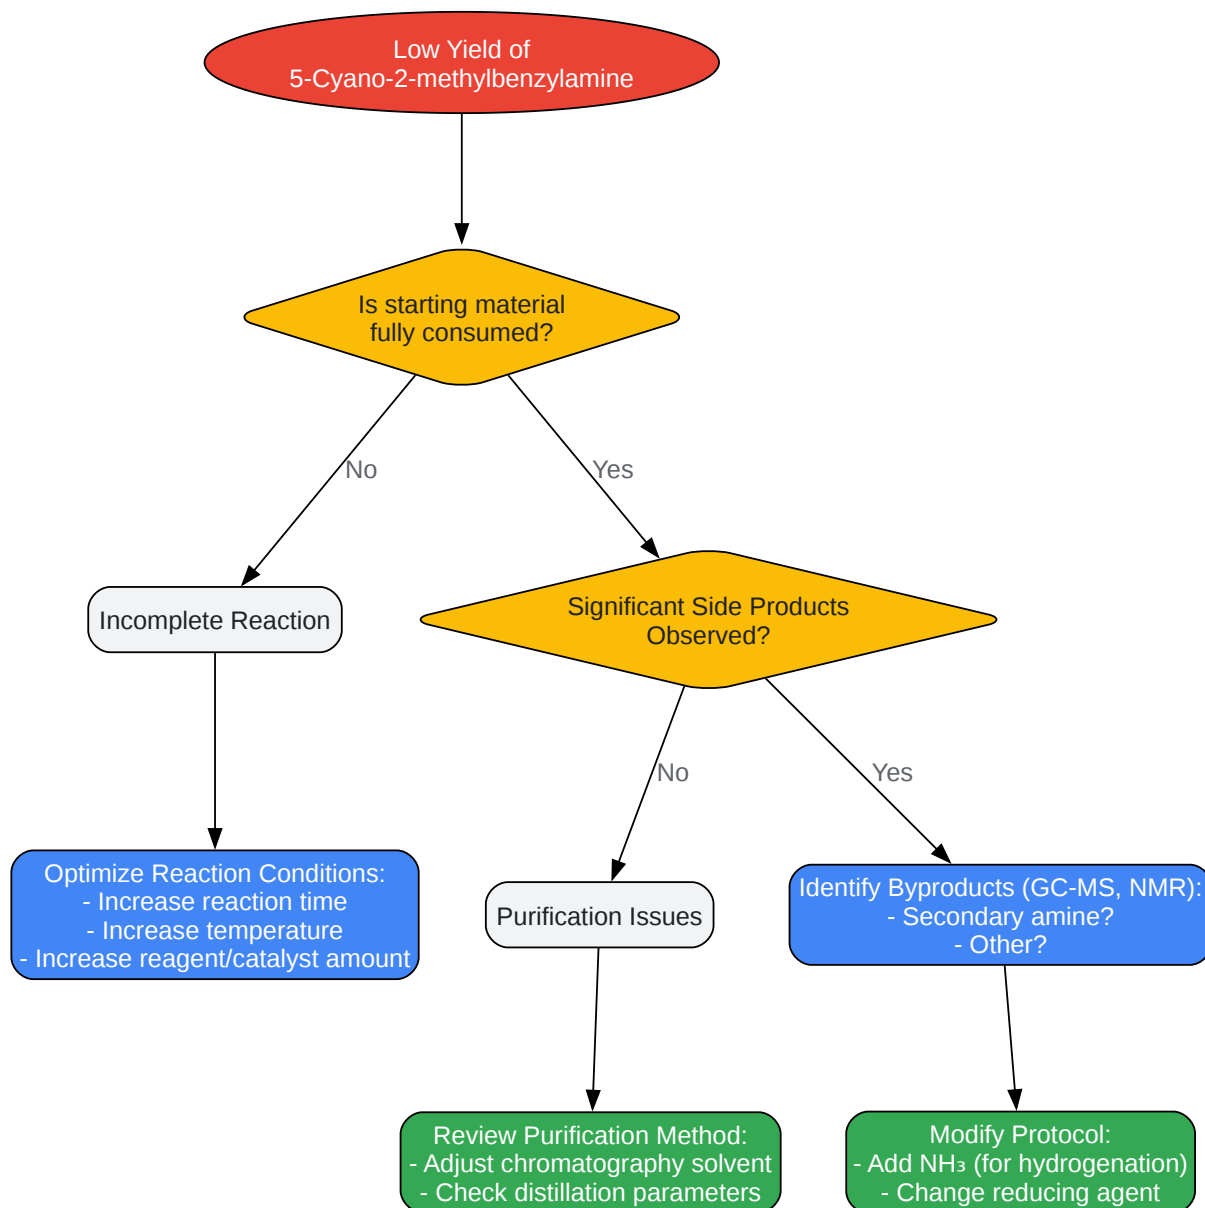 Low Yield of
5-Cyano-2-methylbenzylamine
Is starting material
fully consumed?
No
Yes
Incomplete Reaction
Significant Side Products
Observed?
No
Yes
Optimize Reaction Conditions:
- Increase reaction time
- Increase temperature
- Increase reagent/catalyst amount
Purification Issues
Identify Byproducts (GC-MS, NMR):
- Secondary amine?
- Other?
Review Purification Method:
- Adjust chromatography solvent
- Check distillation parameters
Modify Protocol:
- Add NH₃ (for hydrogenation)
- Change reducing agent